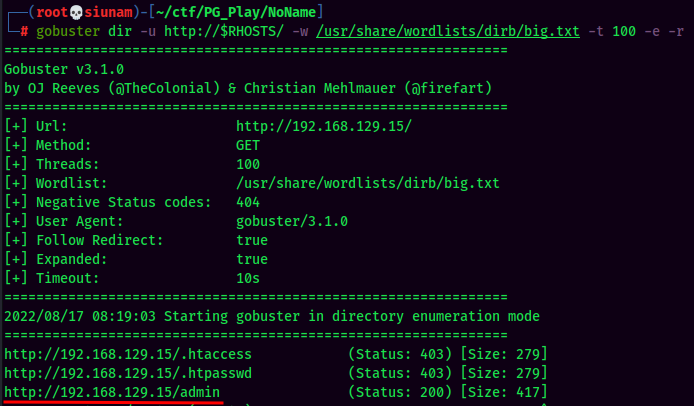 ┌──(root💀siunam)-[~/ctf/PG_Play/NoName]
└─# gobuster dir -u http://$RHOSTS/ -w /usr/share/wordlists/dirb/big.txt -t 100 -e -r
===============================================================
Gobuster v3.1.0
by OJ Reeves (@TheColonial) & Christian Mehlmauer (@firefart)
===============================================================
[+] Url:                     http://192.168.129.15/
[+] Method:                  GET
[+] Threads:                 100
[+] Wordlist:                /usr/share/wordlists/dirb/big.txt
[+] Negative Status codes:   404
[+] User Agent:              gobuster/3.1.0
[+] Follow Redirect:         true
[+] Expanded:                true
[+] Timeout:                 10s
===============================================================
2022/08/17 08:19:03 Starting gobuster in directory enumeration mode
===============================================================
http://192.168.129.15/.htaccess            (Status: 403) [Size: 279]
http://192.168.129.15/.htpasswd            (Status: 403) [Size: 279]
http://192.168.129.15/admin                (Status: 200) [Size: 417]